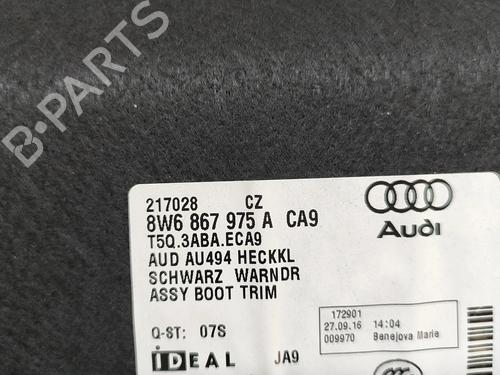 B-PARTS
217028 CZ
8W6 867 975 A CA9
T5Q.3ABA.ECA9
AUD AU494 HECKKL
SCHWARZ WARNDR
ASSY BOOT TRIM
Audi
Q-ST: 07S
IDEAL JA9
172901
27.09.16 14:04
009970 Benejova Marie